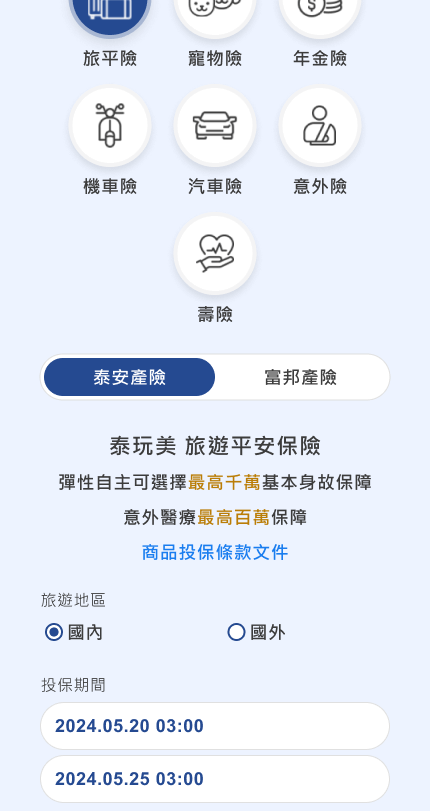 旅平險 寵物險 年金險
機車險 汽車險 意外險
壽險
泰安產險 富邦產險
泰玩美 旅遊平安保險
彈性自主可選擇最高千萬基本身故保障
意外醫療最高百萬保障
商品投保條款文件
旅遊地區
國內 國外
投保期間
2024.05.20 03:00
2024.05.25 03:00